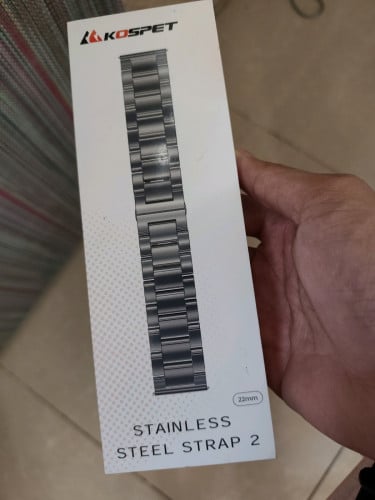 KOSPET
22mm
STAINLESS
STEEL STRAP 2